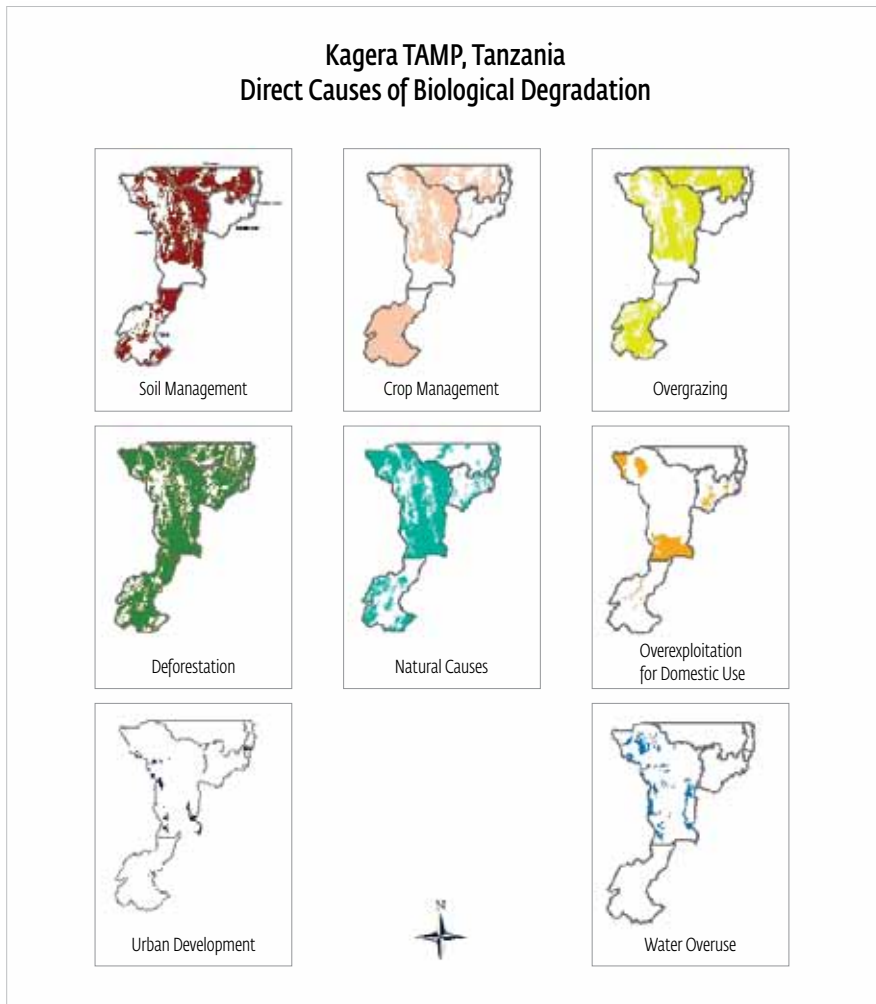 Kagera TAMP, Tanzania
Direct Causes of Biological Degradation
Soil Management
Crop Management
Overgrazing
Deforestation
Natural Causes
Overexploitation
for Domestic Use
Urban Development
Water Overuse
N